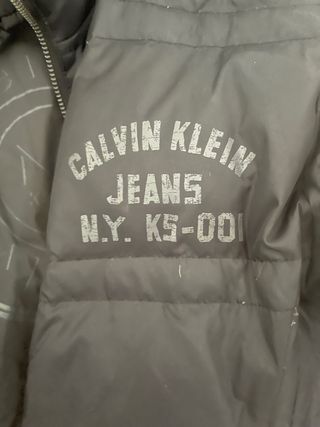 CALVIN KLEIN
JEANS
N.Y. KS-001